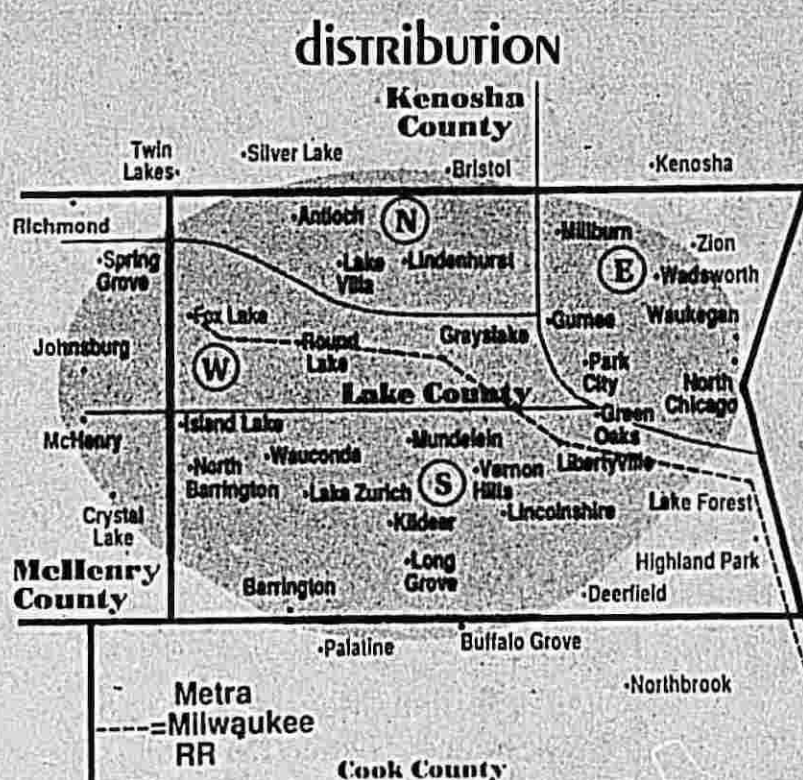 distribution
Kenosha
County
Twin
Lakes
Silver Lake
Bristol
Kenosha
Richmond
Antioch
N
Millburn
Zion
Spring
Grove
Lake
Villa
Lindenhurst
E
Wadsworth
Fox Lake
Gurnee
Waukegan
Johnsburg
Round
Lake
Grayslake
W
Park
City
Lake County
North
Chicago
McHenry
Island Lake
Mundelein
Green
Oaks
North
Barrington
Wauconda
Lake Zurich
S
Vernon
Hills
Libertyville
Crystal
Lake
Kildeer
Lincolnshire
Lake Forest
McHenry
County
Barrington
Long
Grove
Highland Park
Deerfield
Palatine
Buffalo Grove
Northbrook
Metra
=Milwaukee
RR
Cook County